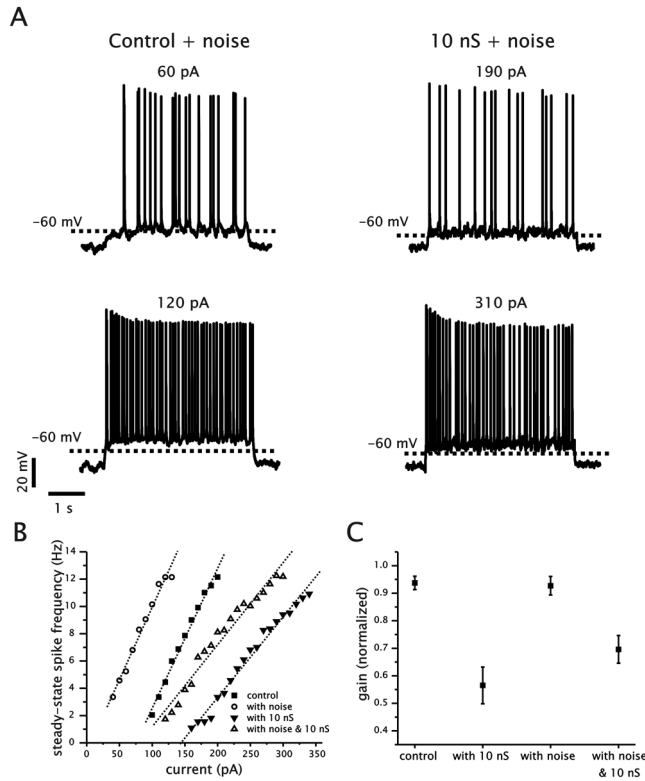 A
Control + noise
10 nS + noise
60 pA
190 pA
−60 mV
−60 mV
120 pA
310 pA
−60 mV
−60 mV
20 mV
1 s
B
steady-state spike frequency (Hz)
14
12
10
8
6
4
2
0
0 50 100 150 200 250 300 350
current (pA)
control
with noise
with 10 nS
with noise & 10 nS
C
gain (normalized)
1.0
0.9
0.8
0.7
0.6
0.5
0.4
control with 10 nS with noise with noise
& 10 nS